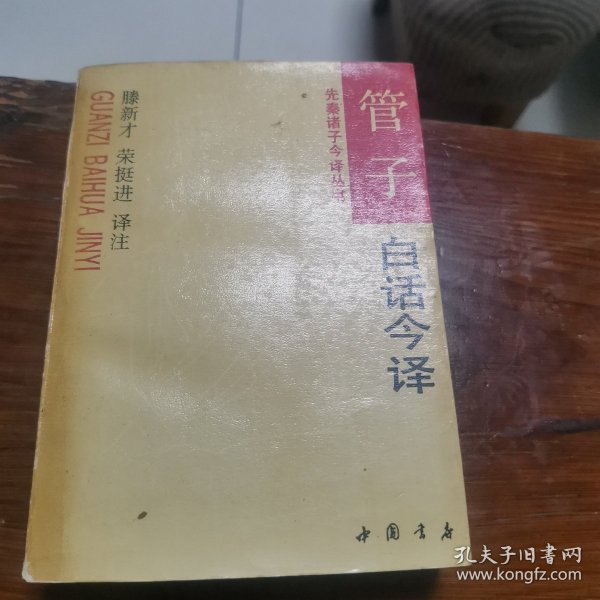 管子
白话今译
先秦诸子今译丛书
滕新才 荣挺进 译注
GUANZI BAIHUA JINYI
中国书店
孔夫子旧书网
www.kongfz.com